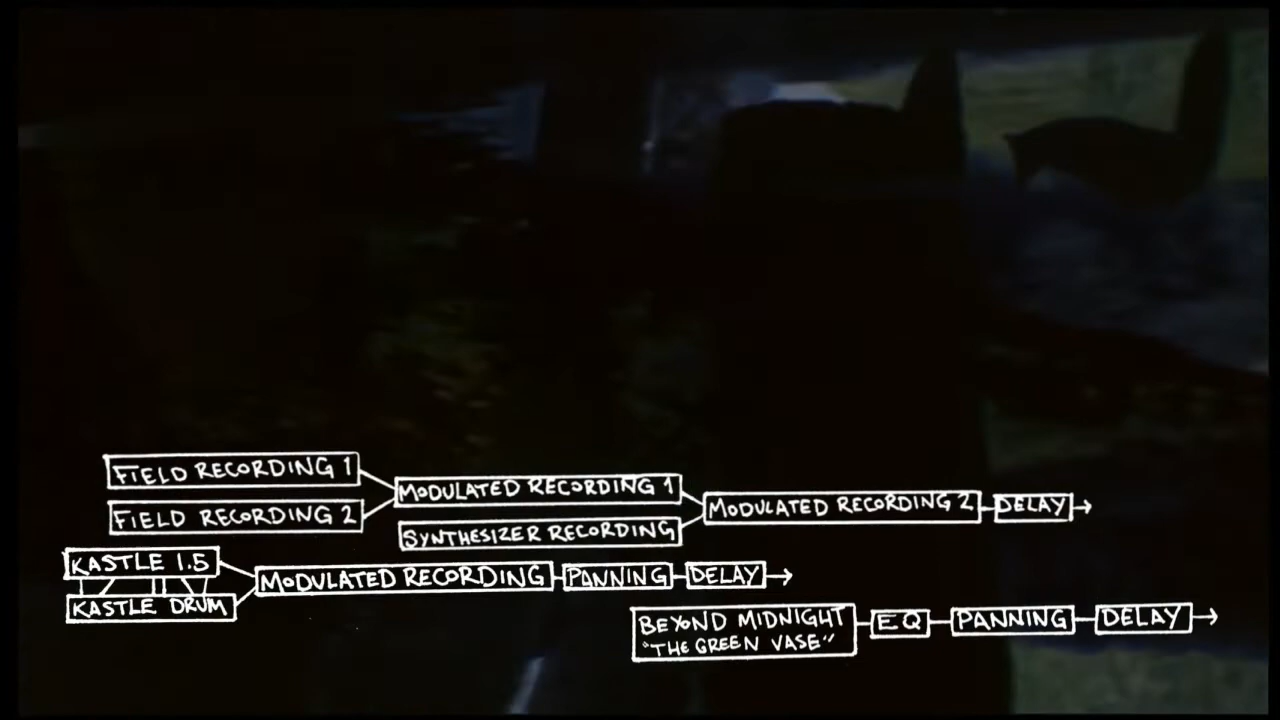 FIELD RECORDING 1
FIELD RECORDING 2
MODULATED RECORDING 1
SYNTHESIZER RECORDING
MODULATED RECORDING 2
DELAY
KASTLE 1.5
KASTLE DRUM
MODULATED RECORDING
PANNING
DELAY
BEYOND MIDNIGHT
"THE GREEN VASE"
EQ
PANNING
DELAY